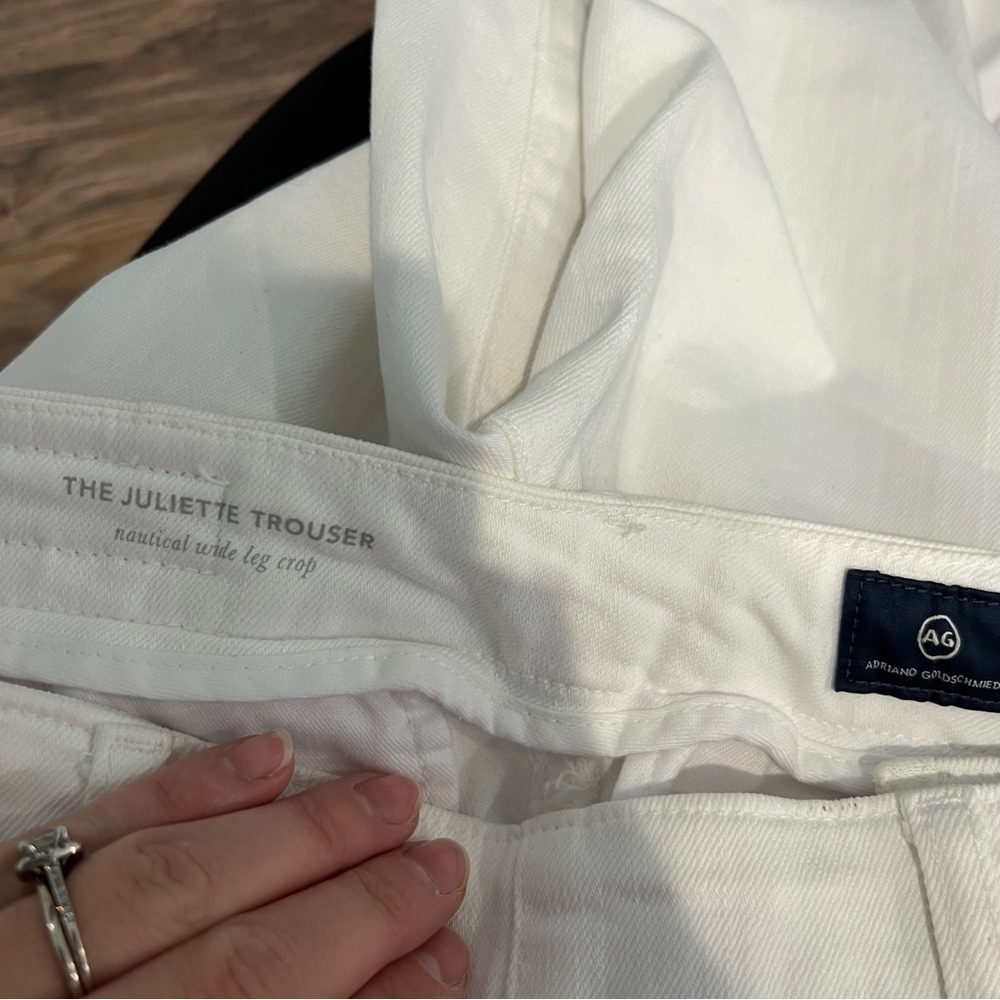 THE JULIETTE TROUSER
nautical wide leg crop
AG
ADRIANO GOLDSCHMIED